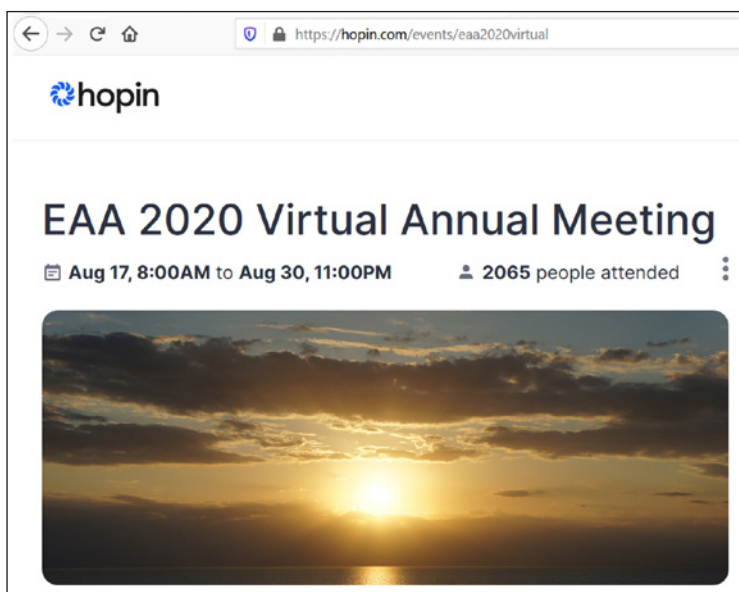 https://hopin.com/events/eaa2020virtual
hopin
EAA 2020 Virtual Annual Meeting
Aug 17, 8:00AM to Aug 30, 11:00PM 2065 people attended